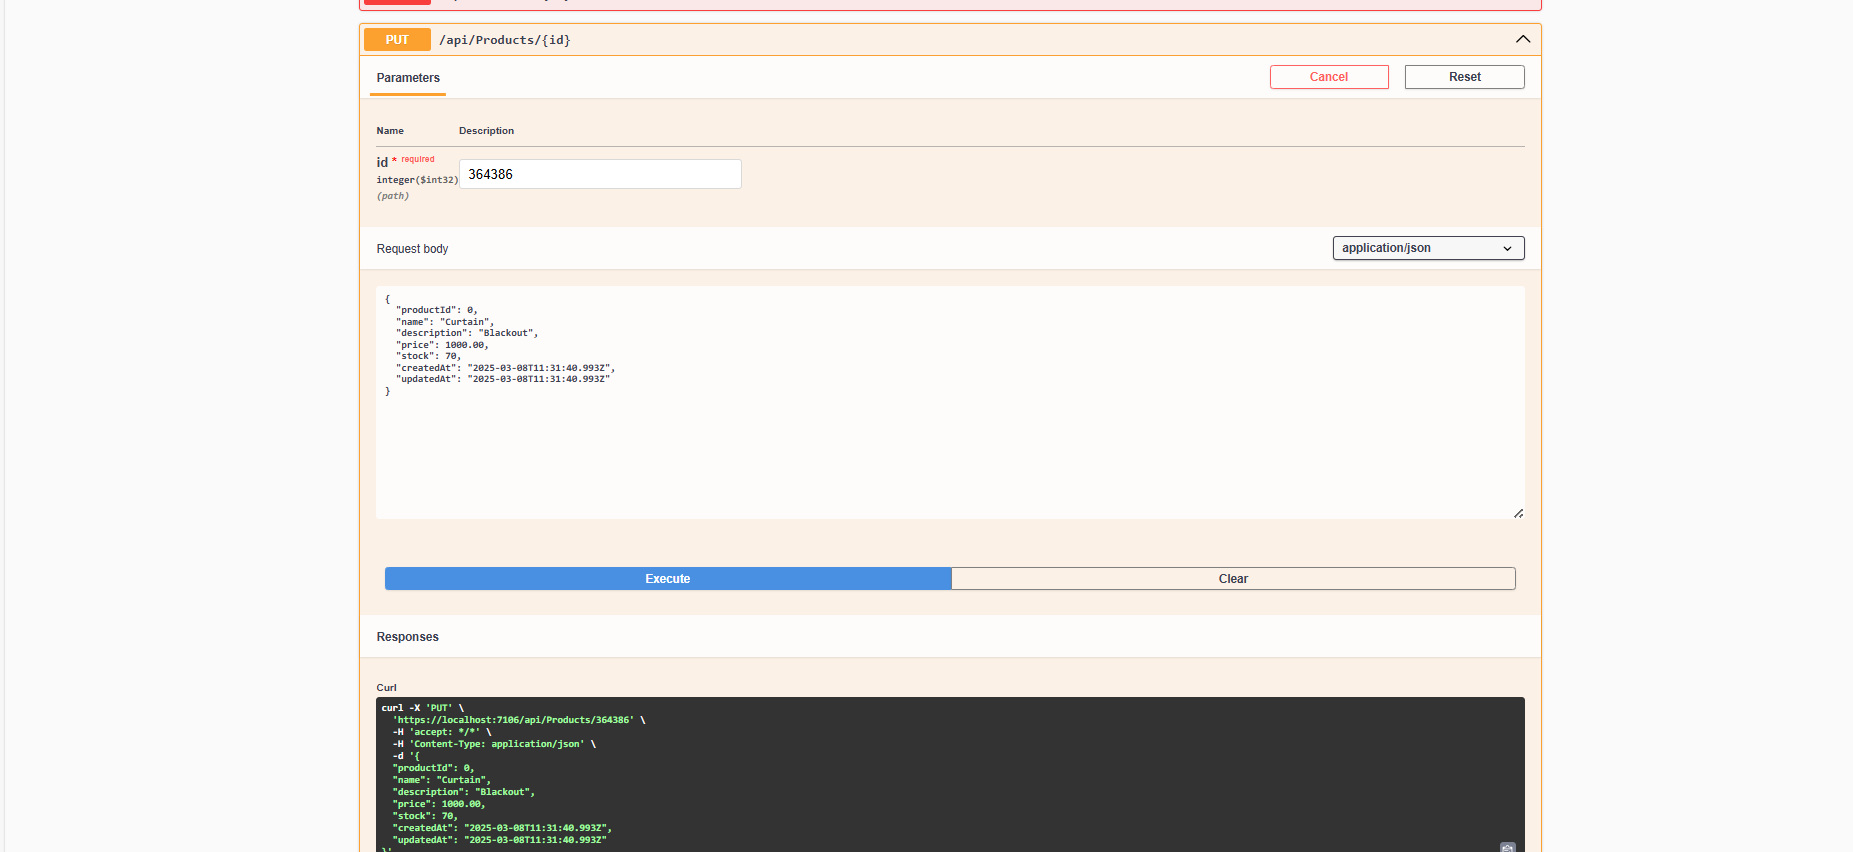 PUT /api/Products/{id}
Parameters
Cancel
Reset
Name Description
id * required
integer($int32)
(path)
364386
Request body
application/json
{
  "productId": 0,
  "name": "Curtain",
  "description": "Blackout",
  "price": 1000.00,
  "stock": 70,
  "createdAt": "2025-03-08T11:31:40.993Z",
  "updatedAt": "2025-03-08T11:31:40.993Z"
}
Execute
Clear
Responses
Curl
curl -X 'PUT' \
  'https://localhost:7106/api/Products/364386' \
  -H 'accept: */*' \
  -H 'Content-Type: application/json' \
  -d '{
  "productId": 0,
  "name": "Curtain",
  "description": "Blackout",
  "price": 1000.00,
  "stock": 70,
  "createdAt": "2025-03-08T11:31:40.993Z",
  "updatedAt": "2025-03-08T11:31:40.993Z"
}'